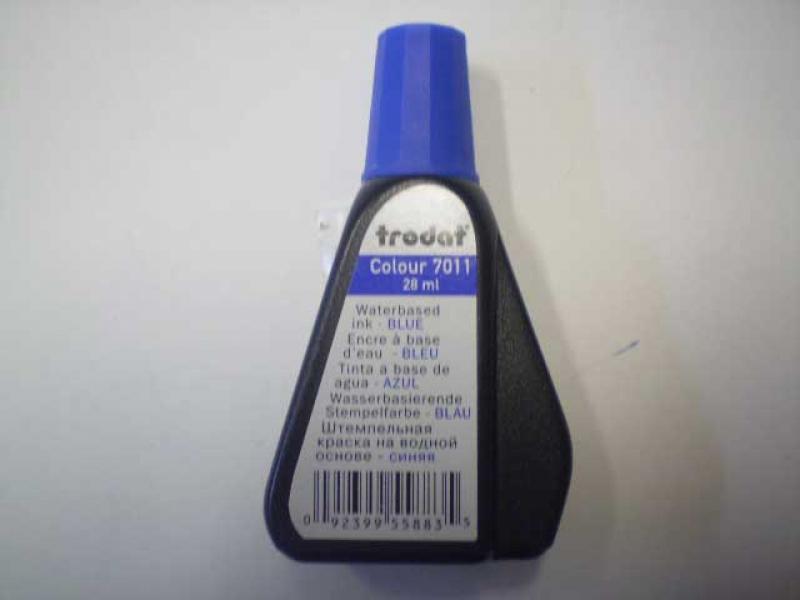 trodat
Colour 7011
28 ml
Waterbased
ink - BLUE
Encre à base
d'eau - BLEU
Tinta a base de
agua - AZUL
Wasserbasierende
Stempelfarbe - BLAU
Штемпельная
краска на водной
основе - синяя
0 92399 55883 5